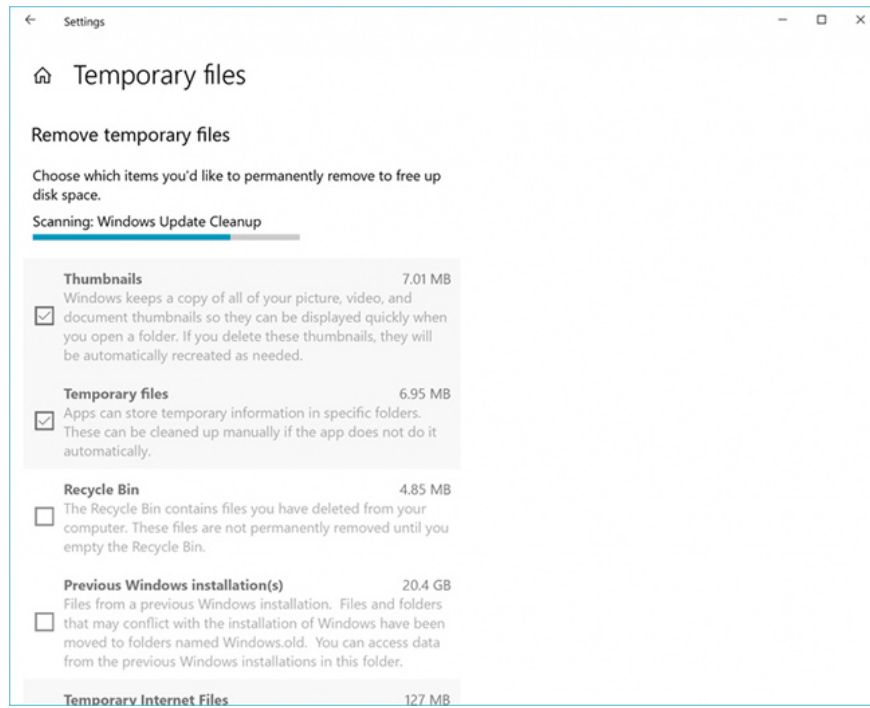 Settings
Temporary files
Remove temporary files
Choose which items you'd like to permanently remove to free up
disk space.
Scanning: Windows Update Cleanup
Thumbnails 7.01 MB
Windows keeps a copy of all of your picture, video, and
document thumbnails so they can be displayed quickly when
you open a folder. If you delete these thumbnails, they will
be automatically recreated as needed.
Temporary files 6.95 MB
Apps can store temporary information in specific folders.
These can be cleaned up manually if the app does not do it
automatically.
Recycle Bin 4.85 MB
The Recycle Bin contains files you have deleted from your
computer. These files are not permanently removed until you
empty the Recycle Bin.
Previous Windows installation(s) 20.4 GB
Files from a previous Windows installation.  Files and folders
that may conflict with the installation of Windows have been
moved to folders named Windows.old.  You can access data
from the previous Windows installations in this folder.
Temporary Internet Files 127 MB